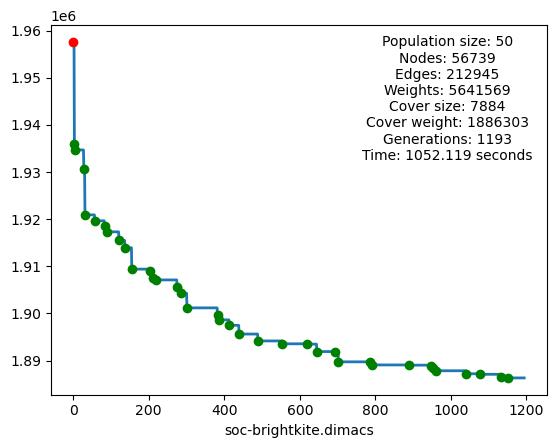 1e6
1.96
1.95
1.94
1.93
1.92
1.91
1.90
1.89
Population size: 50
Nodes: 56739
Edges: 212945
Weights: 5641569
Cover size: 7884
Cover weight: 1886303
Generations: 1193
Time: 1052.119 seconds
0 200 400 600 800 1000 1200
soc-brightkite.dimacs